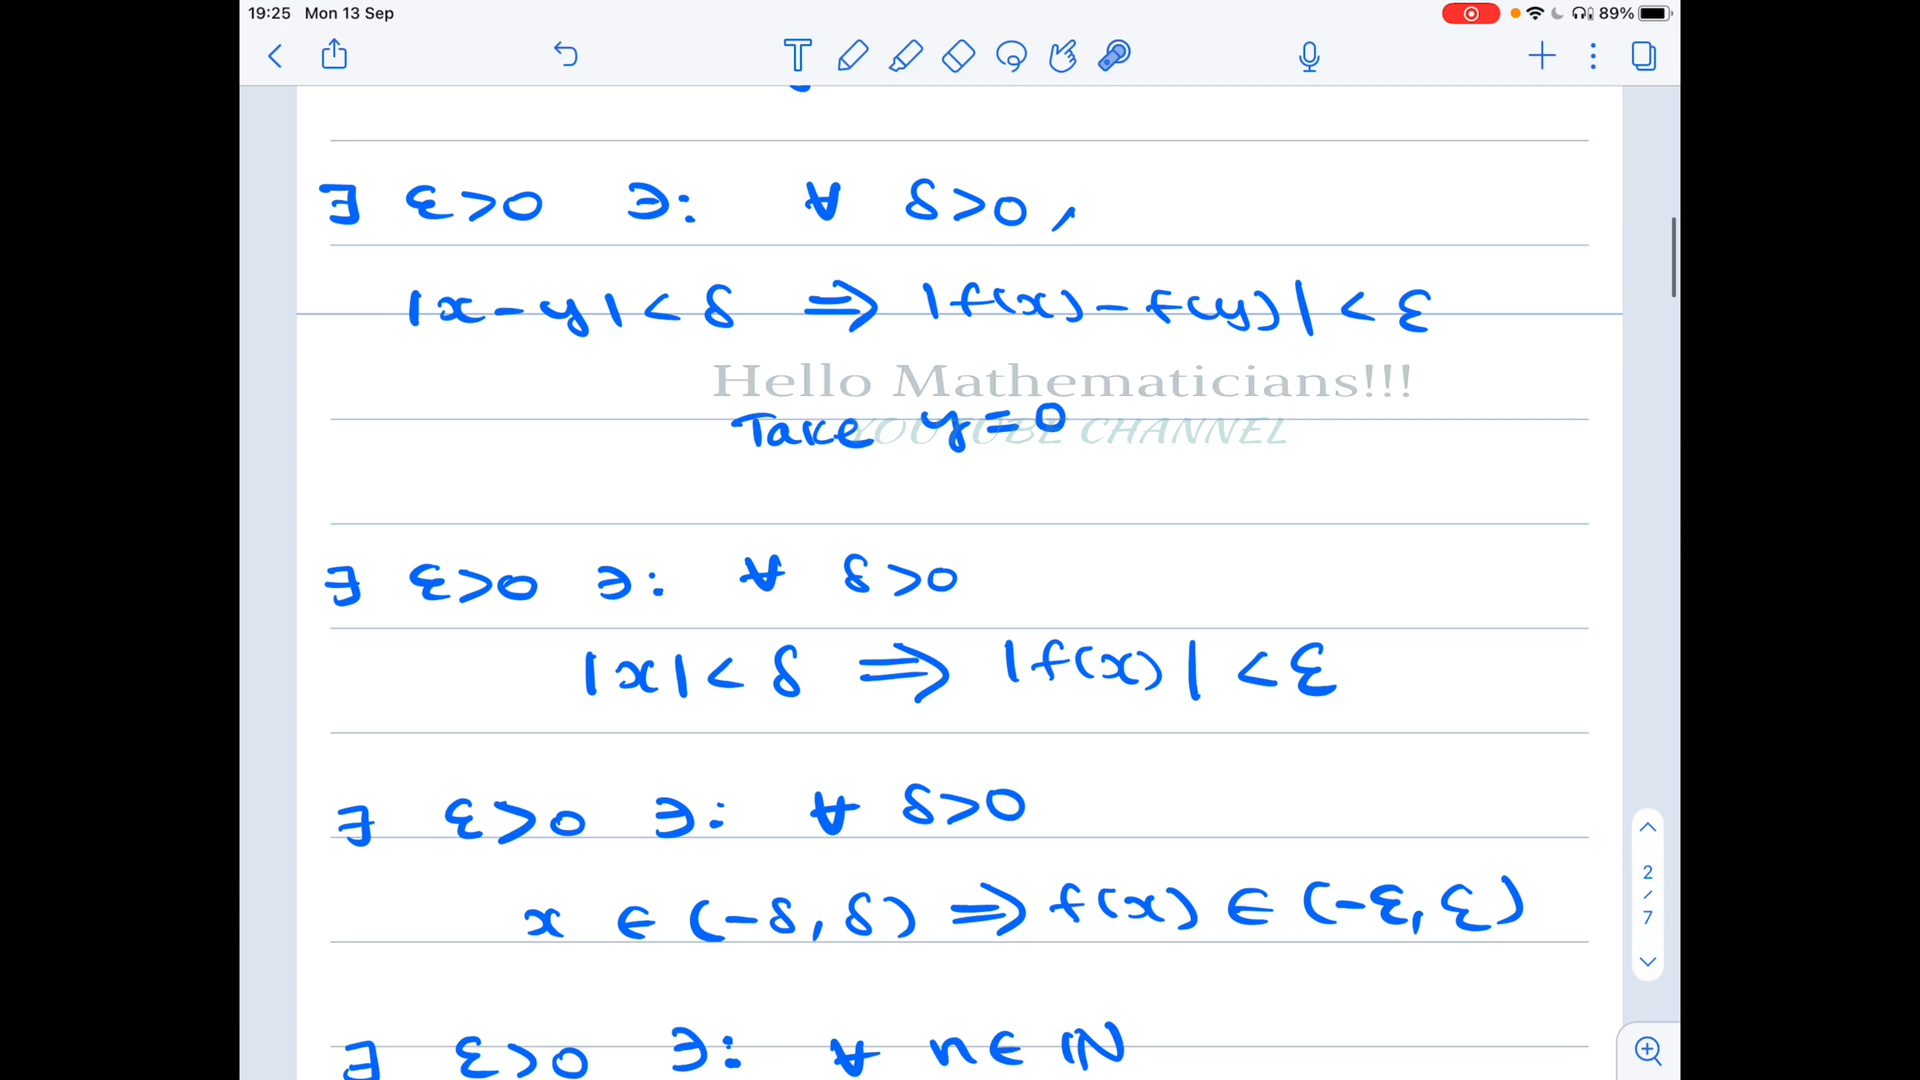 19:25 Mon 13 Sep 89%
∃ ε>0 ∋: ∀ δ>0,
|x-y|<δ ⇒ |f(x)-f(y)|<ε
Hello Mathematicians!!!
Take y=0
YOUTUBE CHANNEL
∃ ε>0 ∋: ∀ δ>0
|x|<δ ⇒ |f(x)|<ε
∃ ε>0 ∋: ∀ δ>0
x ∈ (-δ,δ) ⇒ f(x) ∈ (-ε,ε)
∃ ε>0 ∋: ∀ n∈ℕ
2
/
7